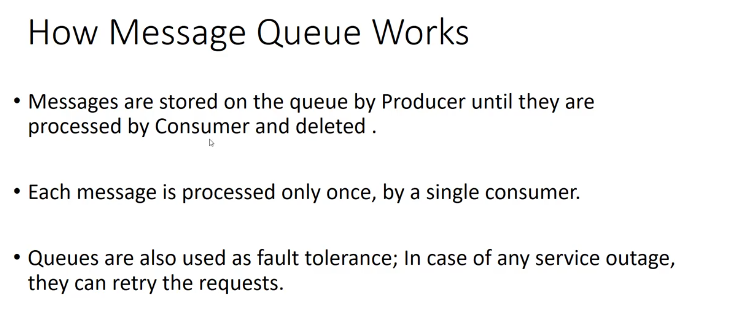 How Message Queue Works
• Messages are stored on the queue by Producer until they are
processed by Consumer and deleted .
• Each message is processed only once, by a single consumer.
• Queues are also used as fault tolerance; In case of any service outage,
they can retry the requests.